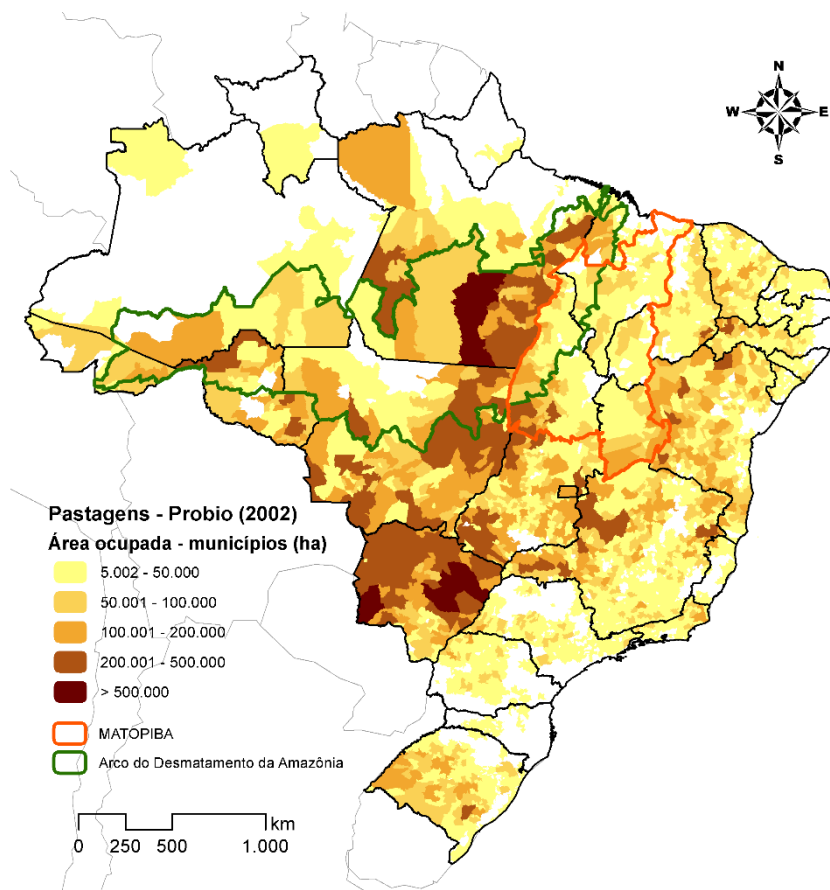 N
W E
S
Pastagens - Probio (2002)
Área ocupada - municípios (ha)
5.002 - 50.000
50.001 - 100.000
100.001 - 200.000
200.001 - 500.000
> 500.000
MATOPIBA
Arco do Desmatamento da Amazônia
km
0 250 500 1.000